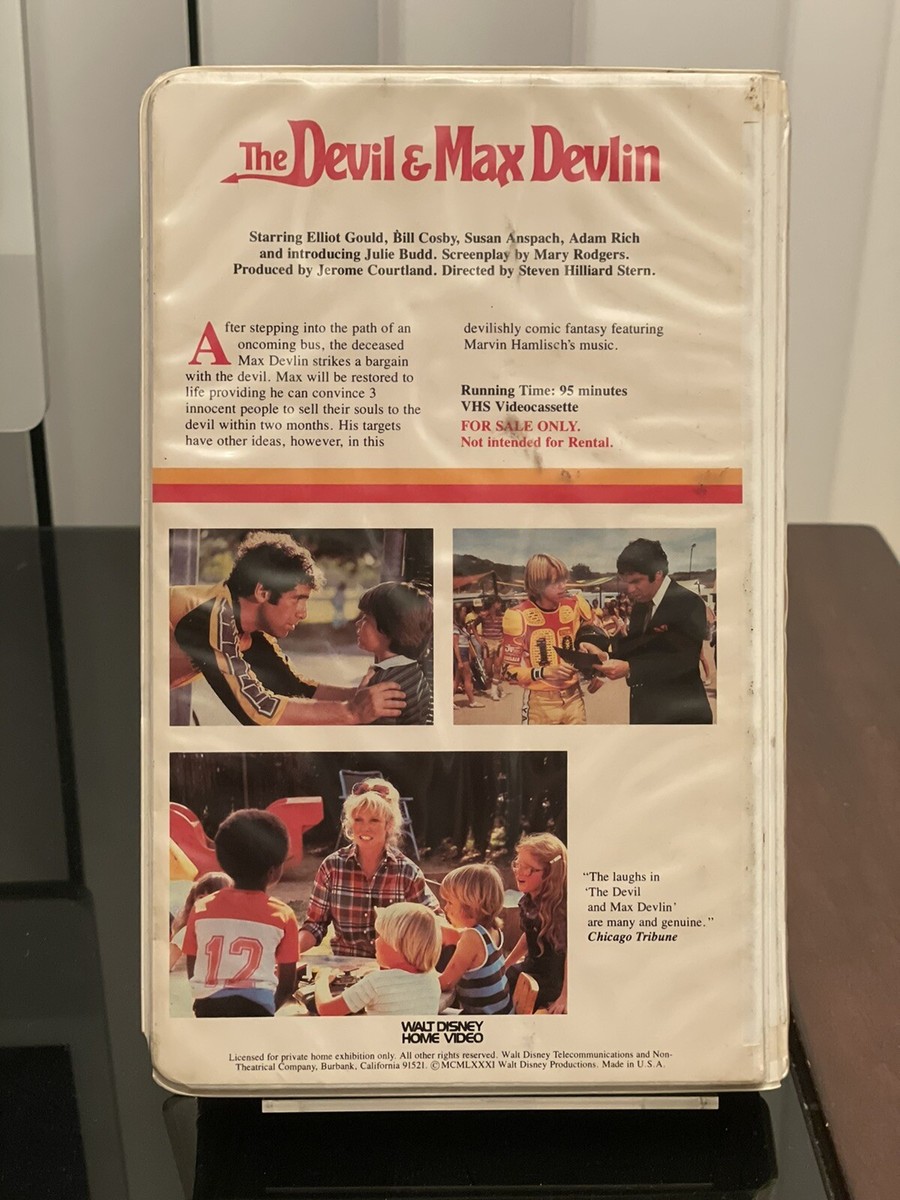 The Devil & Max Devlin
Starring Elliot Gould, Bill Cosby, Susan Anspach, Adam Rich
and introducing Julie Budd. Screenplay by Mary Rodgers.
Produced by Jerome Courtland. Directed by Steven Hilliard Stern.
After stepping into the path of an
oncoming bus, the deceased
Max Devlin strikes a bargain
with the devil. Max will be restored to
life providing he can convince 3
innocent people to sell their souls to the
devil within two months. His targets
have other ideas, however, in this
devilishly comic fantasy featuring
Marvin Hamlisch's music.
Running Time: 95 minutes
VHS Videocassette
FOR SALE ONLY.
Not intended for Rental.
12
“The laughs in
‘The Devil
and Max Devlin’
are many and genuine.”
Chicago Tribune
WALT DISNEY
HOME VIDEO
Licensed for private home exhibition only. All other rights reserved. Walt Disney Telecommunications and Non-
Theatrical Company, Burbank, California 91521. ©MCMLXXXI Walt Disney Productions. Made in U.S.A.